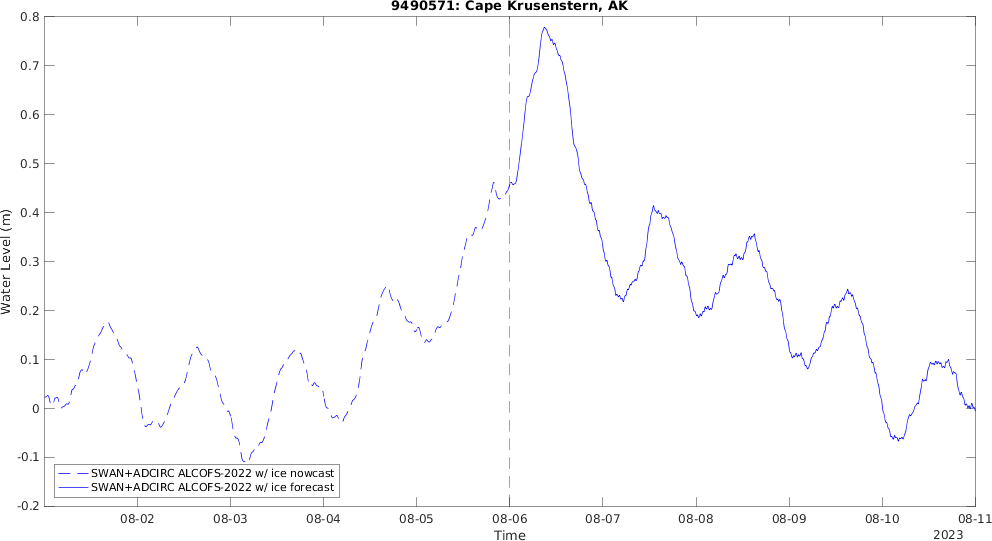 9490571: Cape Krusenstern, AK
0.8
0.7
0.6
0.5
0.4
0.3
0.2
0.1
0
-0.1
-0.2
Water Level (m)
SWAN+ADCIRC ALCOFS-2022 w/ ice nowcast
SWAN+ADCIRC ALCOFS-2022 w/ ice forecast
08-02 08-03 08-04 08-05 08-06 08-07 08-08 08-09 08-10 08-11
Time
2023